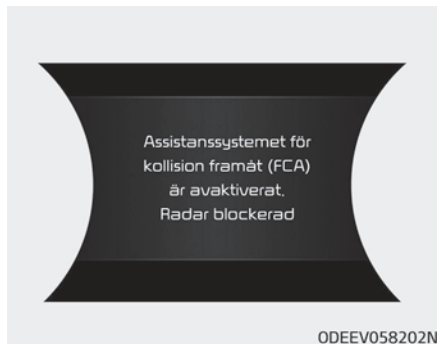 Assistanssystemet för
kollision framåt (FCA)
är avaktiverat.
Radar blockerad
ODEEV058202N